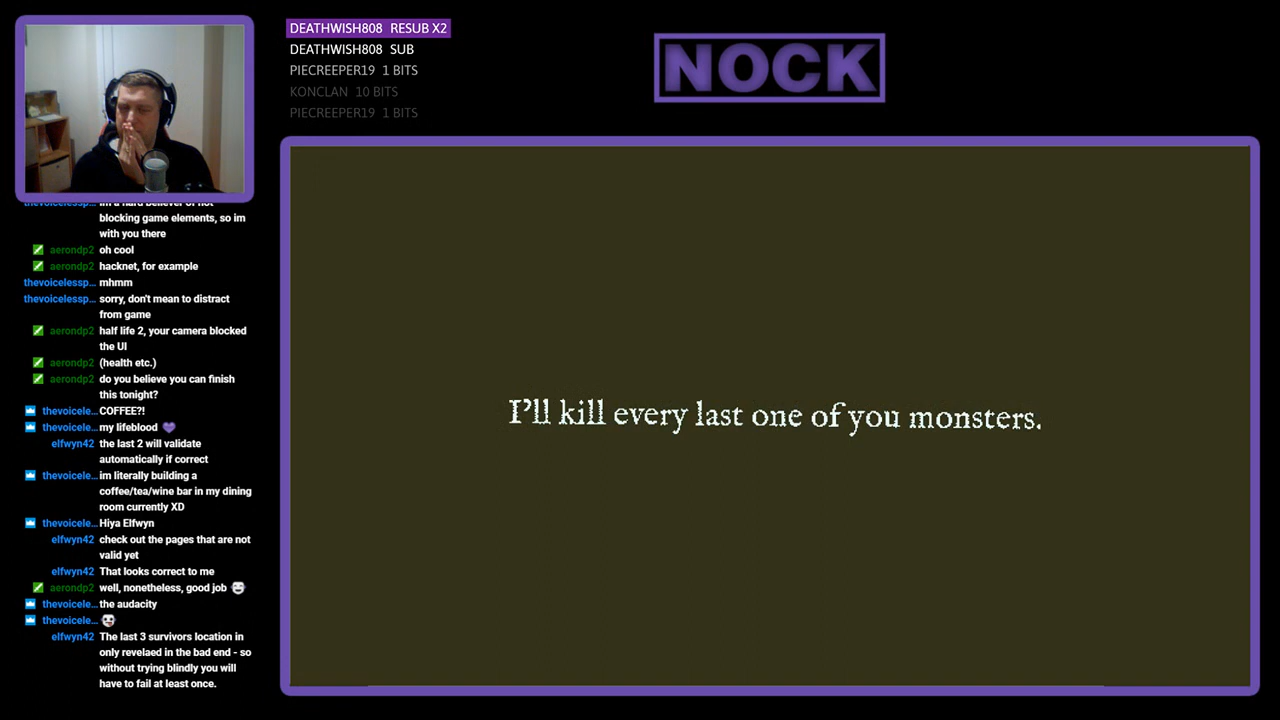 DEATHWISH808 RESUB X2
DEATHWISH808 SUB
PIECREEPER19 1 BITS
KONCLAN 10 BITS
PIECREEPER19 1 BITS
NOCK
blocking game elements, so im
with you there
aerondp2 oh cool
aerondp2 hacknet, for example
thevoicelessp... mhmm
thevoicelessp... sorry, don't mean to distract
from game
aerondp2 half life 2, your camera blocked
the UI
aerondp2 (health etc.)
aerondp2 do you believe you can finish
this tonight?
thevoicele... COFFEE?!
thevoicele... my lifeblood 💜
elfwyn42 the last 2 will validate
automatically if correct
thevoicele... im literally building a
coffee/tea/wine bar in my dining
room currently XD
thevoicele... Hiya Elfwyn
elfwyn42 check out the pages that are not
valid yet
elfwyn42 That looks correct to me
aerondp2 well, nonetheless, good job
thevoicele... the audacity
thevoicele...
elfwyn42 The last 3 survivors location in
only revelaed in the bad end - so
without trying blindly you will
have to fail at least once.
I'll kill every last one of you monsters.